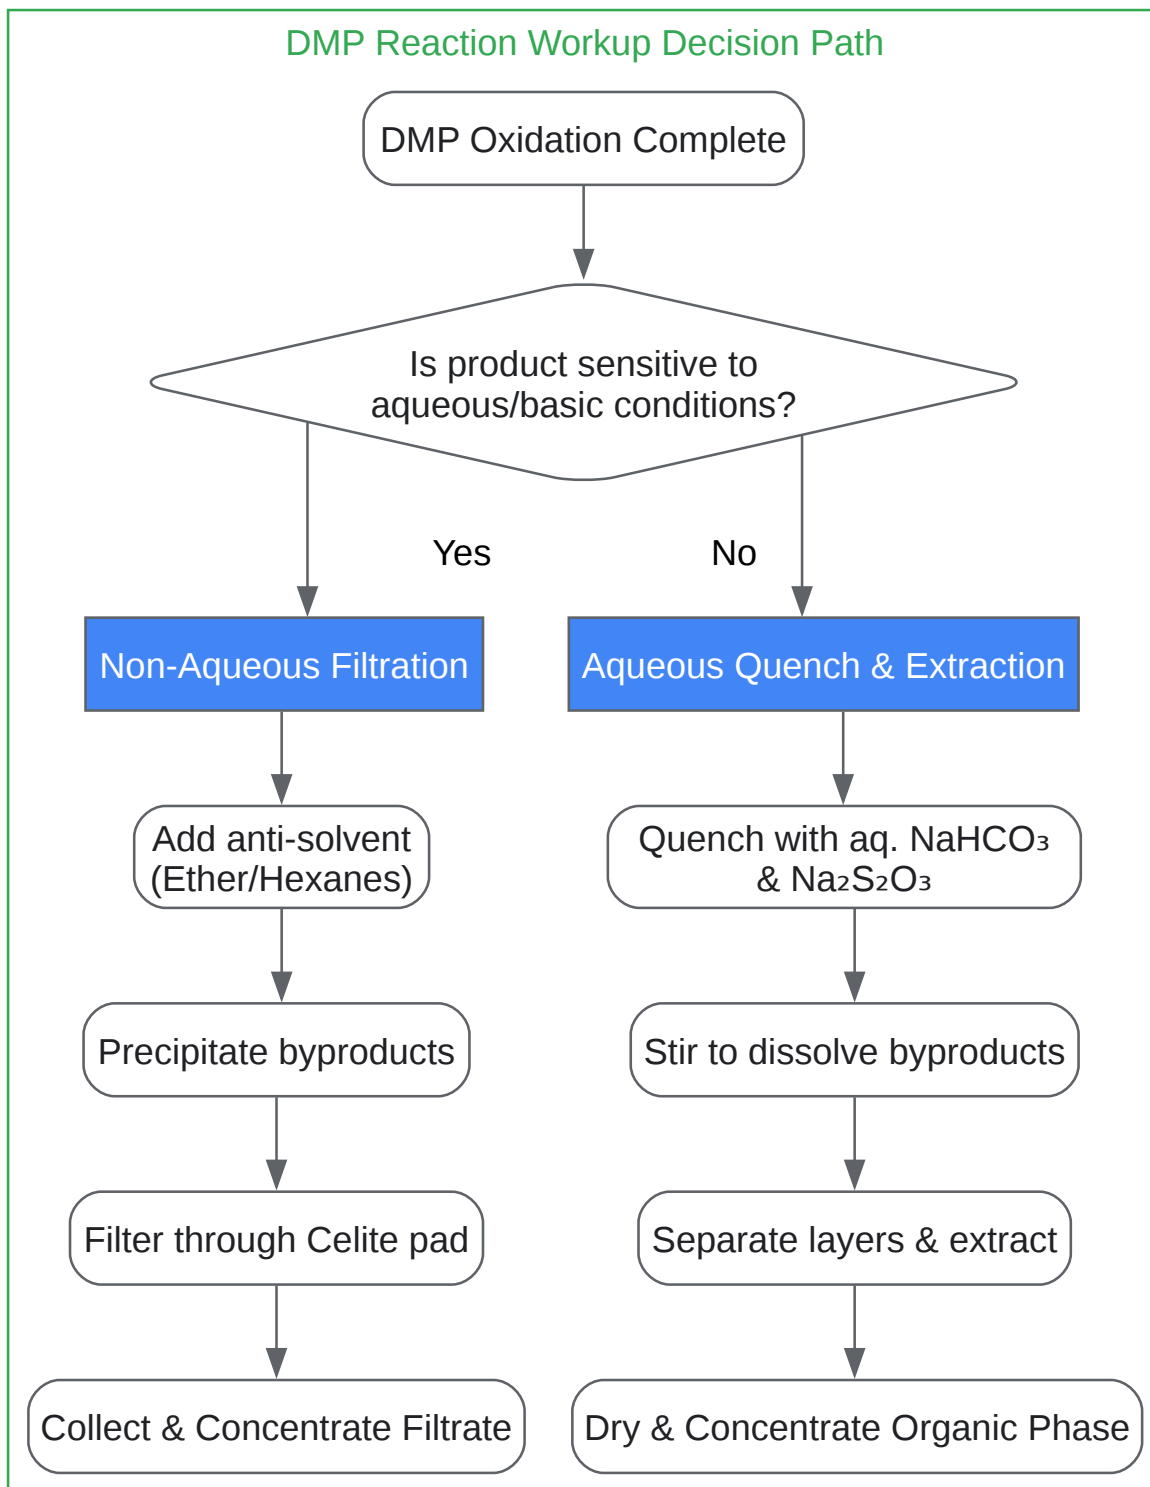 DMP Reaction Workup Decision Path
DMP Oxidation Complete
Is product sensitive to
aqueous/basic conditions?
Yes
No
Non-Aqueous Filtration
Aqueous Quench & Extraction
Add anti-solvent
(Ether/Hexanes)
Quench with aq. NaHCO₃
& Na₂S₂O₃
Precipitate byproducts
Stir to dissolve byproducts
Filter through Celite pad
Separate layers & extract
Collect & Concentrate Filtrate
Dry & Concentrate Organic Phase